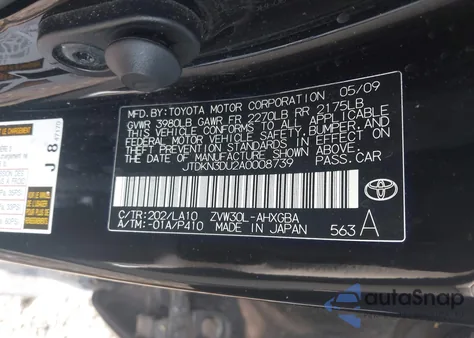 MFD. BY: TOYOTA MOTOR CORPORATION 05/09
GVWR 3980LB GAWR FR 2270LB RR 2175LB
THIS VEHICLE CONFORMS TO ALL APPLICABLE
FEDERAL MOTOR VEHICLE SAFETY, BUMPER, AND
THEFT PREVENTION STANDARDS IN EFFECT ON
THE DATE OF MANUFACTURE SHOWN ABOVE.
JTDKN3DU2A0008739
C/TR: 202/LA10 ZVW30L-AHXGBA
A/TM: -01A/P410 MADE IN JAPAN 563 A
TOYOTA
J 8
autoSnap